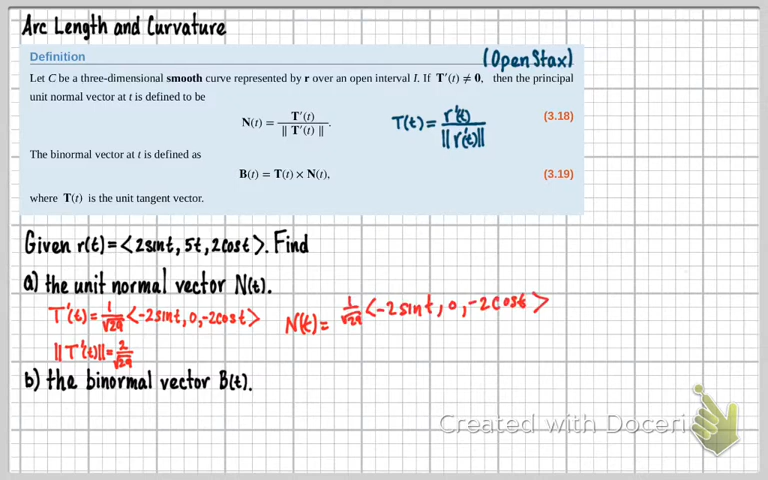 Arc Length and Curvature
Definition
(OpenStax)
Let C be a three-dimensional smooth curve represented by r over an open interval I. If T′(t) ≠ 0, then the principal
unit normal vector at t is defined to be
N(t) = T′(t) / ‖ T′(t) ‖.
T(t) = r'(t) / ||r'(t)||
(3.18)
The binormal vector at t is defined as
B(t) = T(t) × N(t),
(3.19)
where T(t) is the unit tangent vector.
Given r(t) = <2sint, 5t, 2cost>. Find
a) the unit normal vector N(t).
T'(t) = 1/√29 <-2sint, 0, -2cost>
N(t) = 1/√29 <-2sint, 0, -2cost>
||T'(t)|| = 2/√29
b) the binormal vector B(t).
Created with Doceri